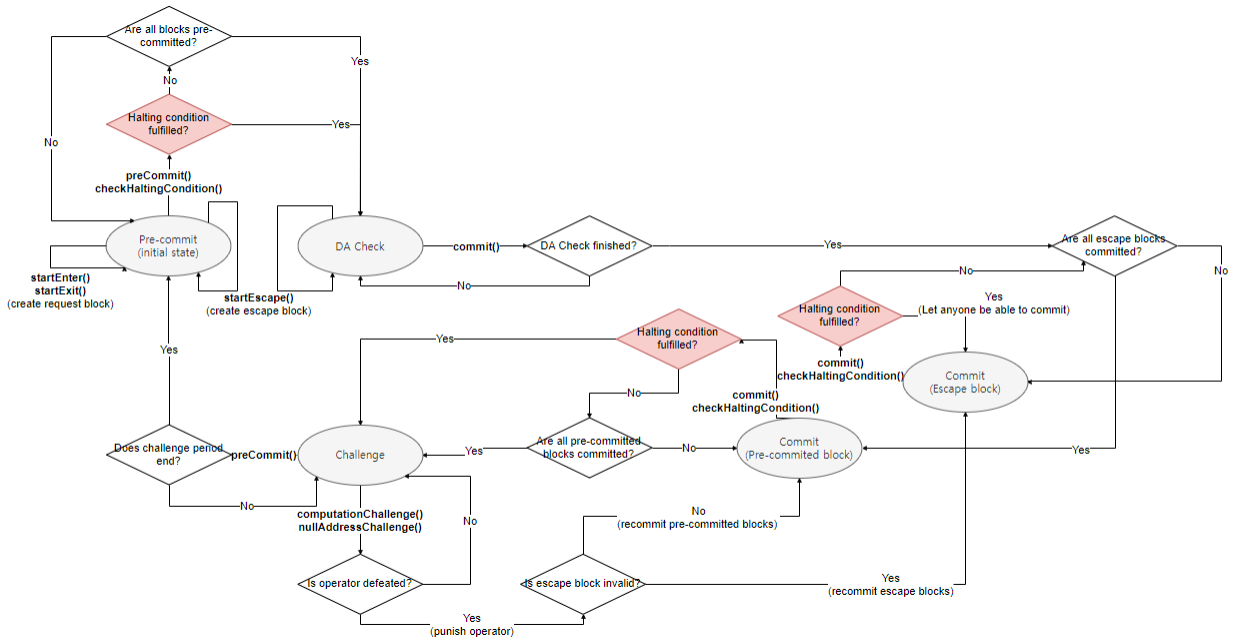 Are all blocks pre-
committed?
Yes
No
Halting condition
fulfilled?
Yes
No
preCommit()
checkHaltingCondition()
Pre-commit
(initial state)
DA Check
commit()
DA Check finished?
Yes
Are all escape blocks
committed?
No
No
No
startEnter()
startExit()
(create request block)
startEscape()
(create escape block)
Halting condition
fulfilled?
Yes
(Let anyone be able to commit)
Halting condition
fulfilled?
Yes
Yes
commit()
checkHaltingCondition()
Commit
(Escape block)
No
commit()
checkHaltingCondition()
Does challenge period
end?
preCommit()
Challenge
Yes
Are all pre-committed
blocks committed?
No
Commit
(Pre-commited block)
Yes
No
computationChallenge()
nullAddressChallenge()
No
No
(recommit pre-committed blocks)
Is operator defeated?
Is escape block invalid?
Yes
(recommit escape blocks)
Yes
(punish operator)